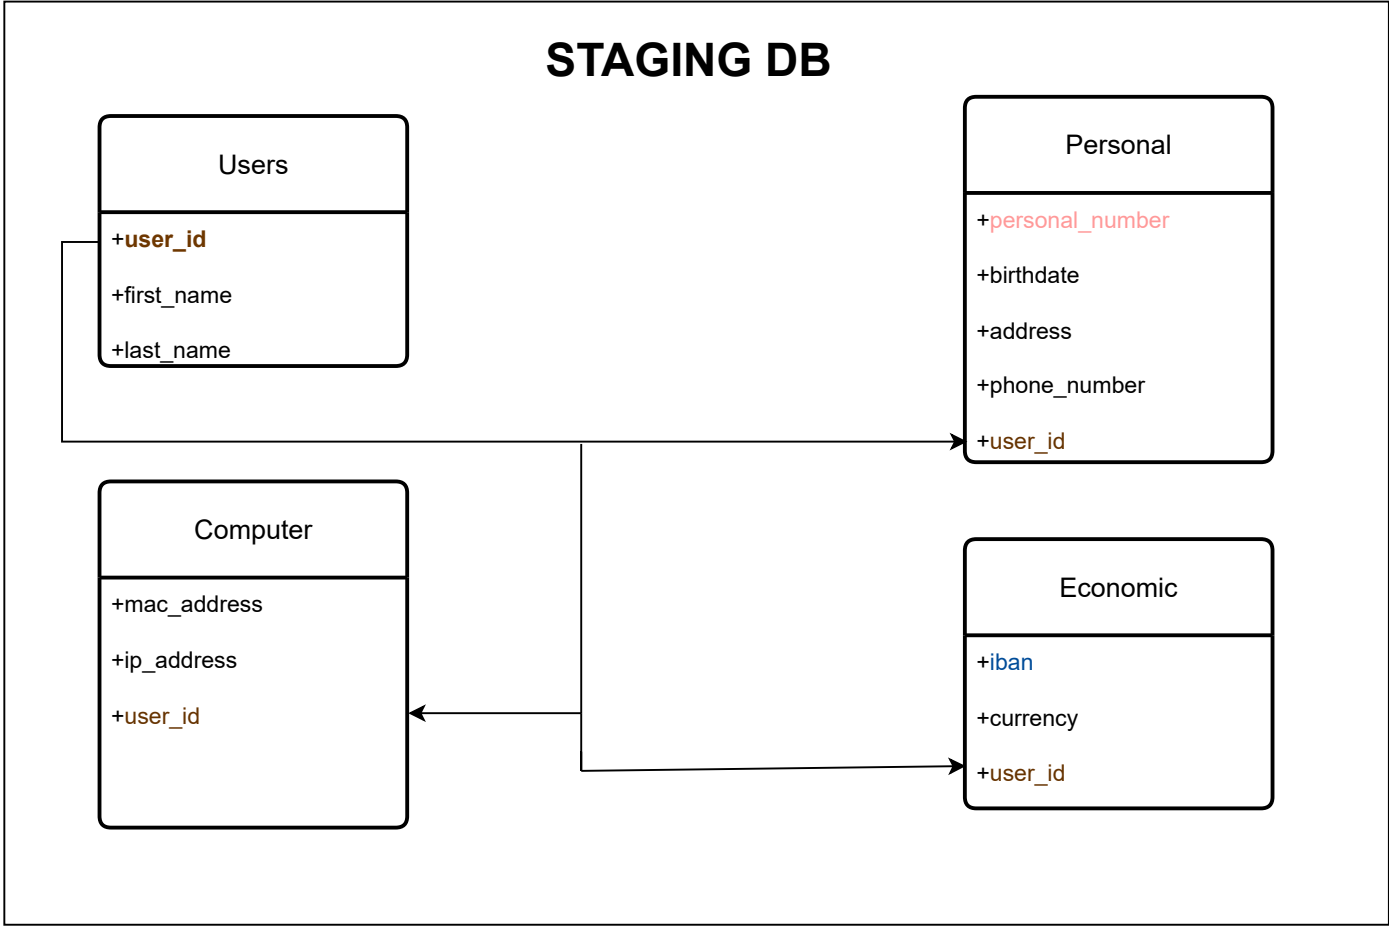 STAGING DB
Users
+user_id
+first_name
+last_name
Personal
+personal_number
+birthdate
+address
+phone_number
+user_id
Computer
+mac_address
+ip_address
+user_id
Economic
+iban
+currency
+user_id